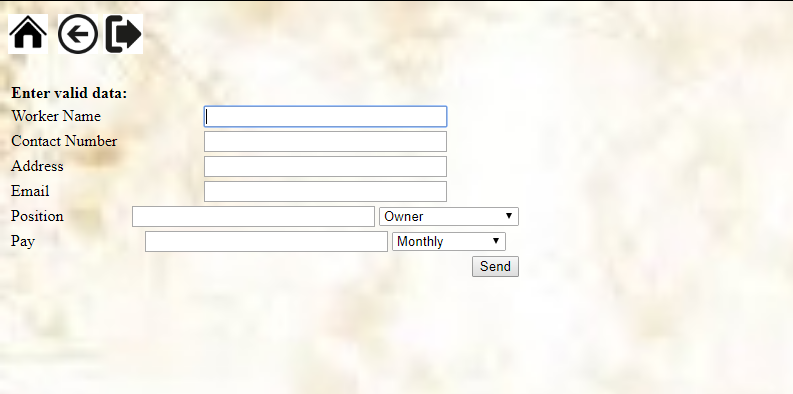 Enter valid data:
Worker Name
Contact Number
Address
Email
Position Owner
Pay Monthly
Send